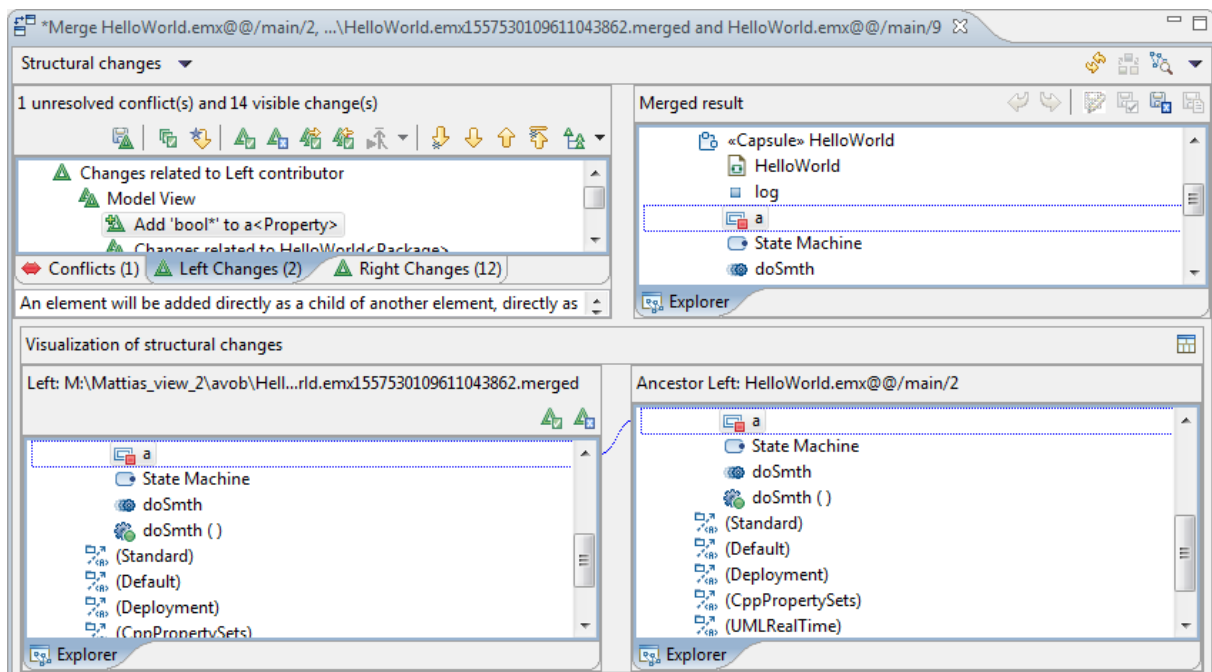 *Merge HelloWorld.emx@@/main/2, ...\HelloWorld.emx1557530109611043862.merged and HelloWorld.emx@@/main/9
Structural changes
1 unresolved conflict(s) and 14 visible change(s)
Changes related to Left contributor
Model View
Add 'bool*' to a<Property>
Changes related to HelloWorld<Package>
Conflicts (1) Left Changes (2) Right Changes (12)
An element will be added directly as a child of another element, directly as
Merged result
«Capsule» HelloWorld
HelloWorld
log
a
State Machine
doSmth
Explorer
Visualization of structural changes
Left: M:\Mattias_view_2\avob\Hell...rld.emx1557530109611043862.merged
a
State Machine
doSmth
doSmth ( )
(Standard)
(Default)
(Deployment)
(CppPropertySets)
Explorer
Ancestor Left: HelloWorld.emx@@/main/2
a
State Machine
doSmth
doSmth ( )
(Standard)
(Default)
(Deployment)
(CppPropertySets)
(UMLRealTime)
Explorer